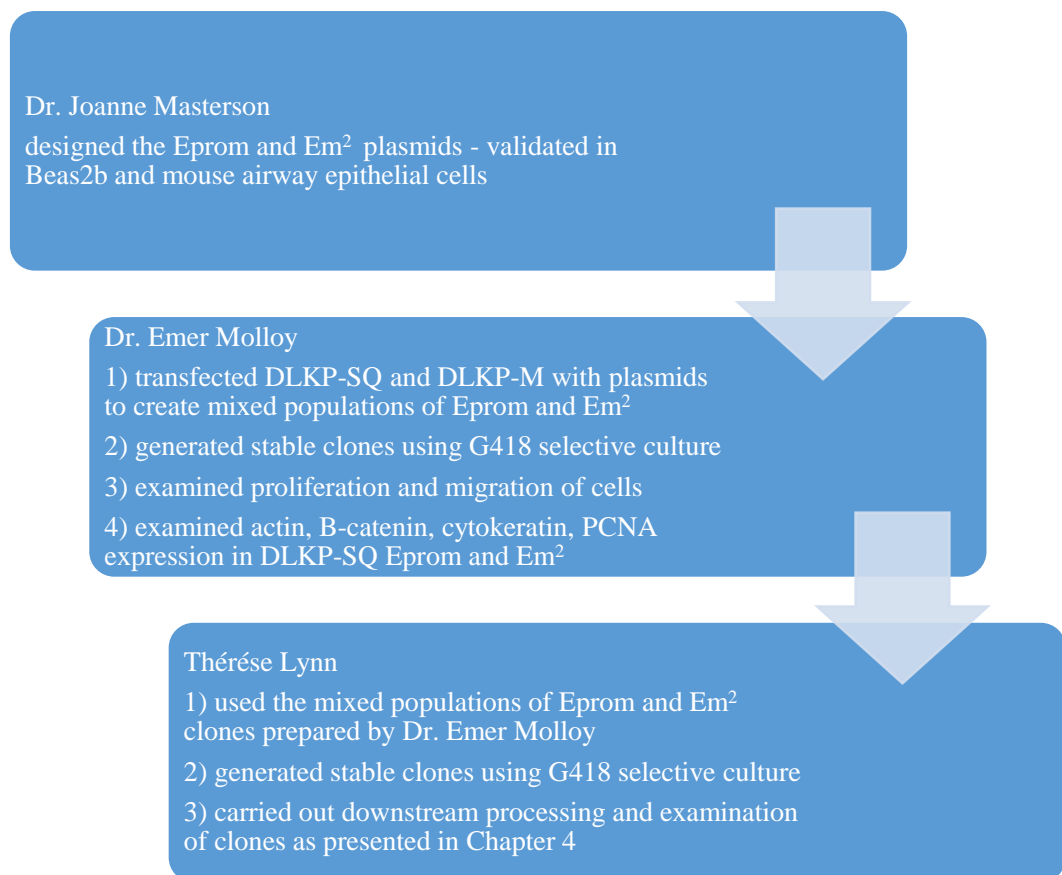 Dr. Joanne Masterson
designed the Eprom and Em² plasmids - validated in
Beas2b and mouse airway epithelial cells
Dr. Emer Molloy
1) transfected DLKP-SQ and DLKP-M with plasmids
to create mixed populations of Eprom and Em²
2) generated stable clones using G418 selective culture
3) examined proliferation and migration of cells
4) examined actin, B-catenin, cytokeratin, PCNA
expression in DLKP-SQ Eprom and Em²
Thérése Lynn
1) used the mixed populations of Eprom and Em²
clones prepared by Dr. Emer Molloy
2) generated stable clones using G418 selective culture
3) carried out downstream processing and examination
of clones as presented in Chapter 4